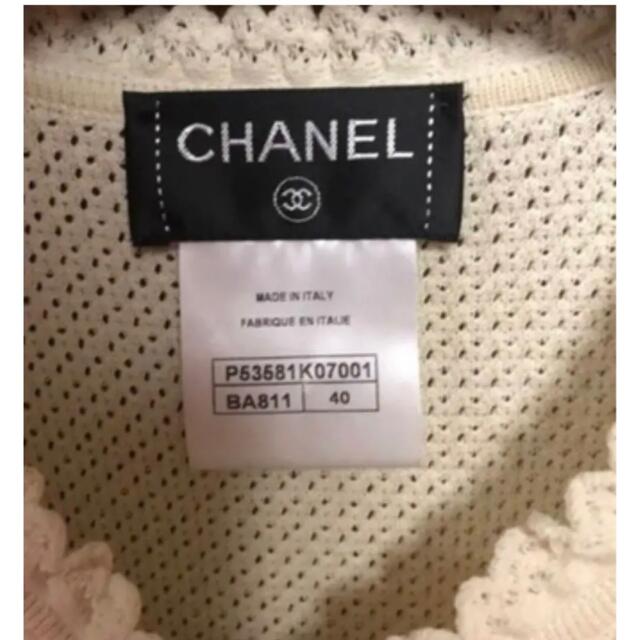 CHANEL
MADE IN ITALY
FABRIQUE EN ITALIE
P53581K07001
BA811 40